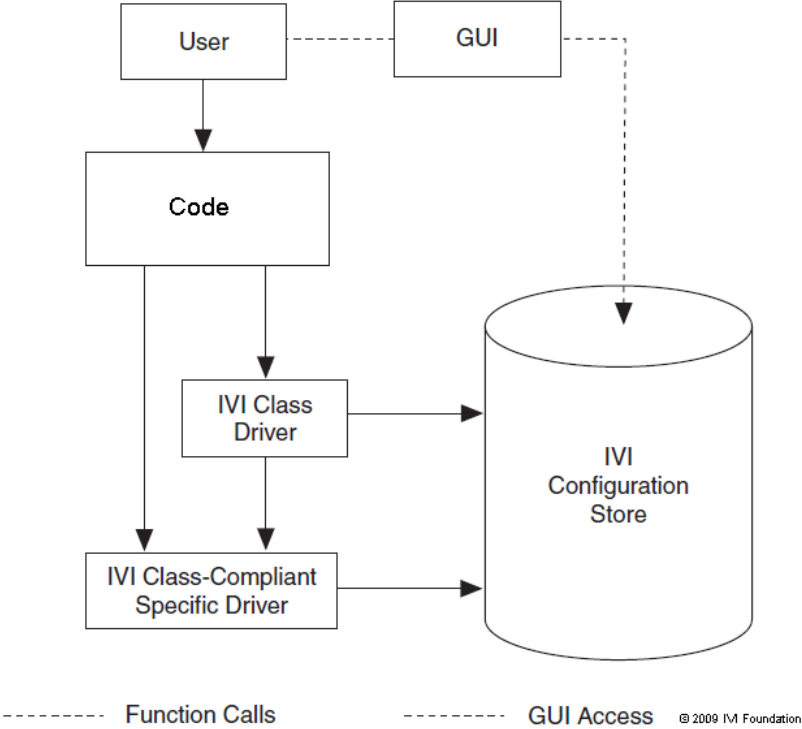 User
GUI
Code
IVI Class
Driver
IVI
Configuration
Store
IVI Class-Compliant
Specific Driver
Function Calls
GUI Access
© 2009 IVI Foundation